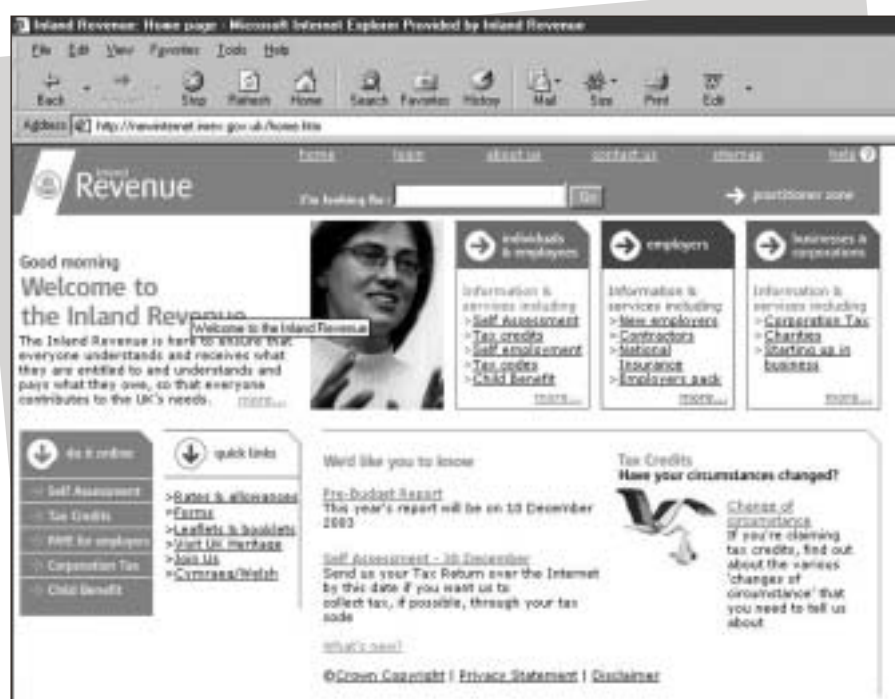 Inland Revenue: Home page - Microsoft Internet Explorer Provided by Inland Revenue
File Edit View Favorites Tools Help
Back Stop Refresh Home Search Favorites History Mail Size Print Edit
Address http://newinternet.inrev.gov.uk/home.htm
home team about us contact us sitemap help ?
Inland
Revenue
I'm looking for: Go practitioner zone
Good morning
Welcome to
the Inland Revenue
Welcome to the Inland Revenue
The Inland Revenue is here to ensure that
everyone understands and receives what
they are entitled to and understands and
pays what they owe, so that everyone
contributes to the UK's needs. more...
individuals
& employees
Information &
services including
>Self Assessment
>Tax credits
>Self employment
>Tax codes
>Child Benefit
more...
employers
Information &
services including
>New employers
>Contractors
>National
Insurance
>Employers pack
more...
businesses &
corporations
Information &
services including
>Corporation Tax
>Charities
>Starting up in
business
more...
do it online
Self Assessment
Tax Credits
PAYE for employers
Corporation Tax
Child Benefit
quick links
>Rates & allowances
>Forms
>Leaflets & booklets
>Visit UK Heritage
>Join Us
>Cymraeg/Welsh
We'd like you to know
Pre-Budget Report
This year's report will be on 10 December
2003
Self Assessment - 30 December
Send us your Tax Return over the Internet
by this date if you want us to
collect tax, if possible, through your tax
code
What's new?
Tax Credits
Have your circumstances changed?
Change of
circumstance
If you're claiming
tax credits, find out
about the various
'changes of
circumstance' that
you need to tell us
about
©Crown Copyright | Privacy Statement | Disclaimer